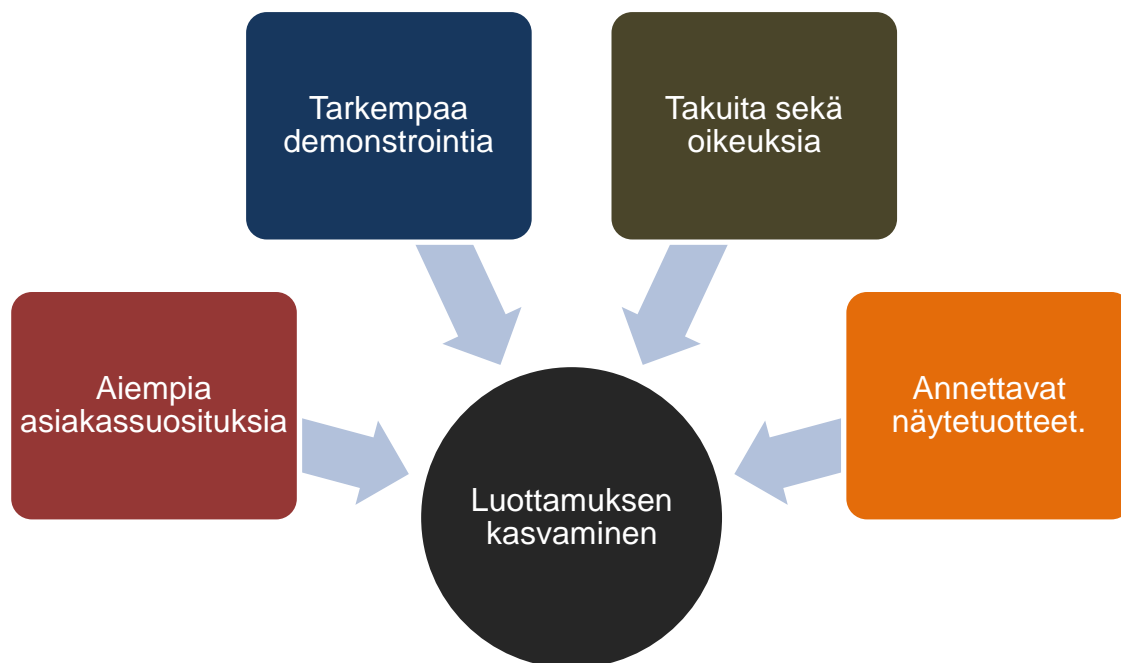 Tarkempaa
demonstrointia
Takuita sekä
oikeuksia
Aiempia
asiakassuosituksia
Annettavat
näytetuotteet.
Luottamuksen
kasvaminen